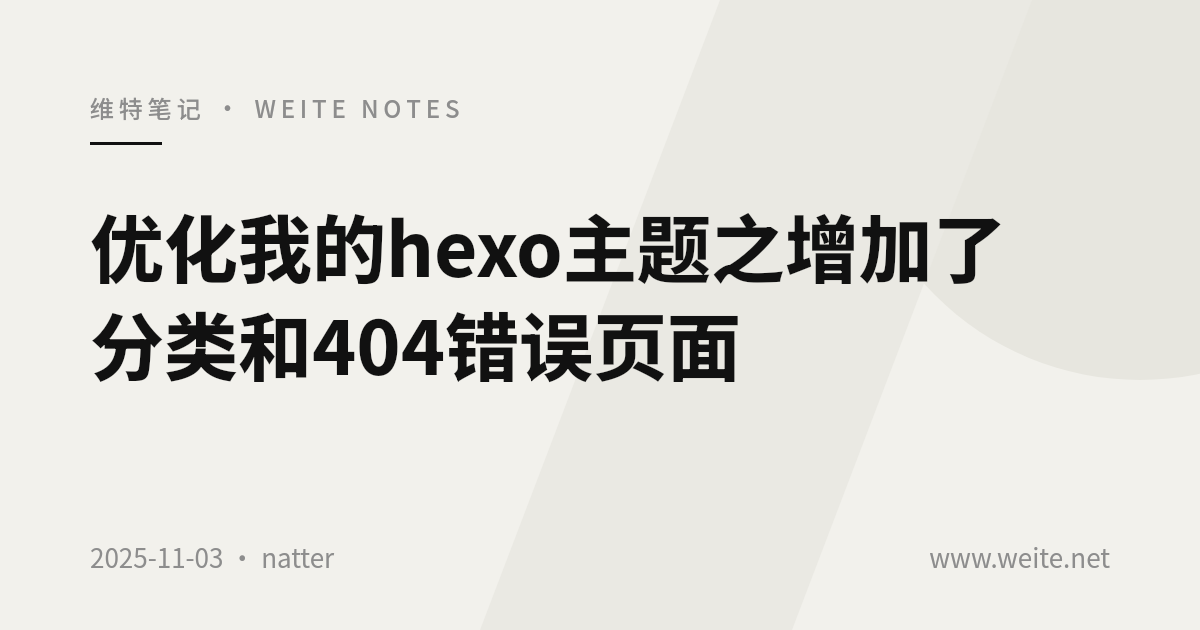 维特笔记 · WEITE NOTES
优化我的hexo主题之增加了
分类和404错误页面
2025-11-03 · natter
www.weite.net